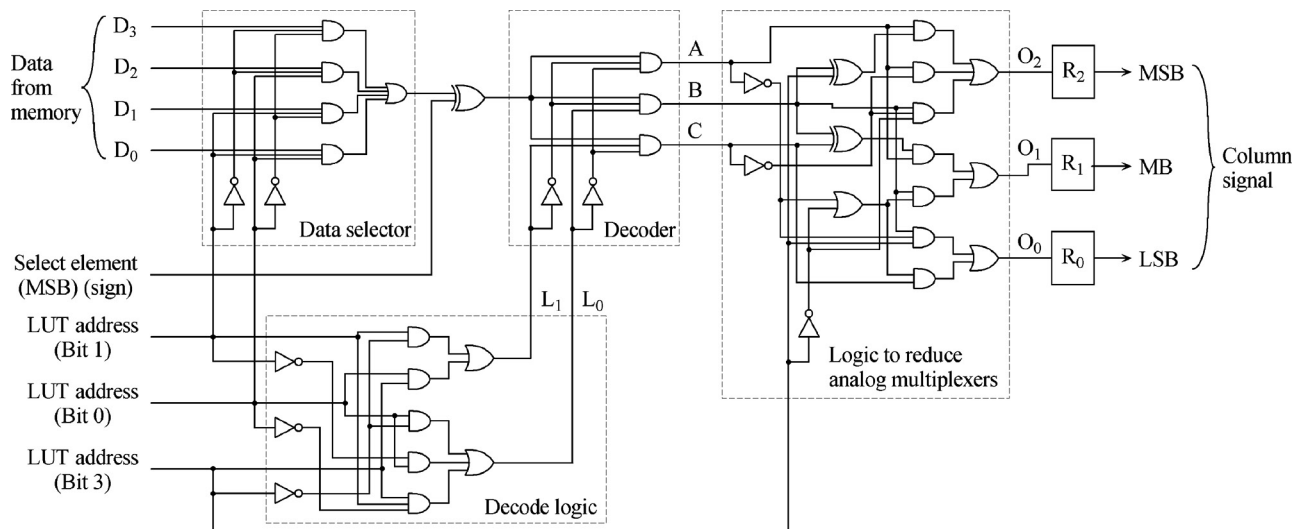 Data
from
memory
D3
D2
D1
D0
Data selector
A
B
C
Decoder
O2
O1
O0
R2
R1
R0
MSB
MB
LSB
Column
signal
Logic to reduce
analog multiplexers
Select element
(MSB) (sign)
L1
L0
LUT address
(Bit 1)
LUT address
(Bit 0)
LUT address
(Bit 3)
Decode logic